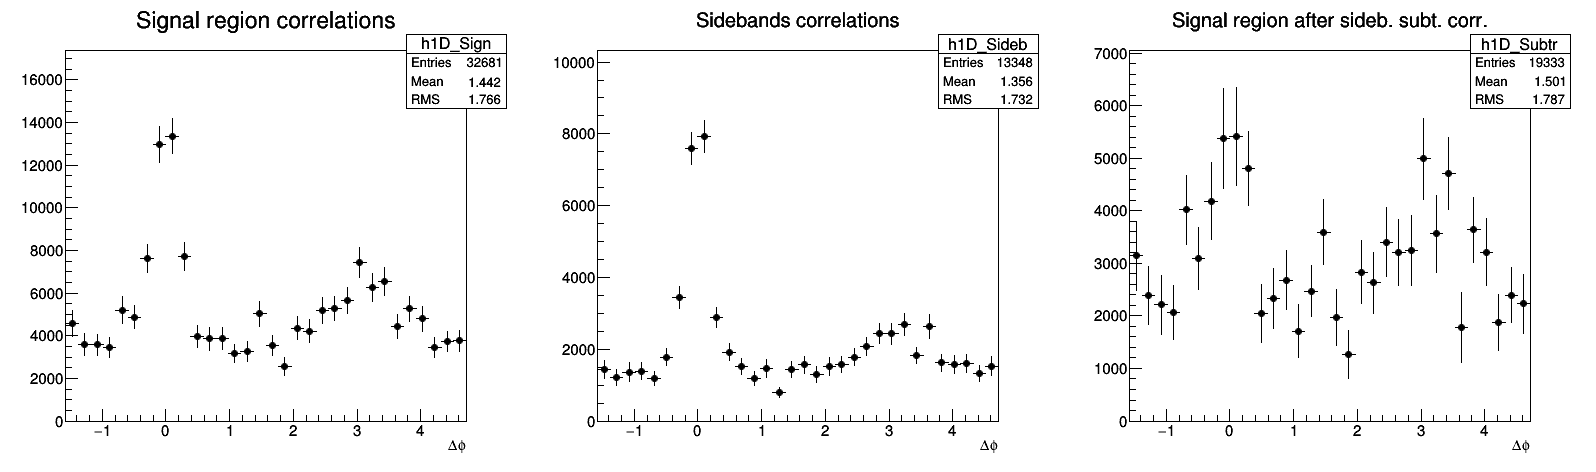 Signal region correlations
h1D_Sign
Entries 32681
Mean 1.442
RMS 1.766
16000
14000
12000
10000
8000
6000
4000
2000
0
−1 0 1 2 3 4
Δϕ
Sidebands correlations
h1D_Sideb
Entries 13348
Mean 1.356
RMS 1.732
10000
8000
6000
4000
2000
0
−1 0 1 2 3 4
Δϕ
Signal region after sideb. subt. corr.
h1D_Subtr
Entries 19333
Mean 1.501
RMS 1.787
7000
6000
5000
4000
3000
2000
1000
0
−1 0 1 2 3 4
Δϕ